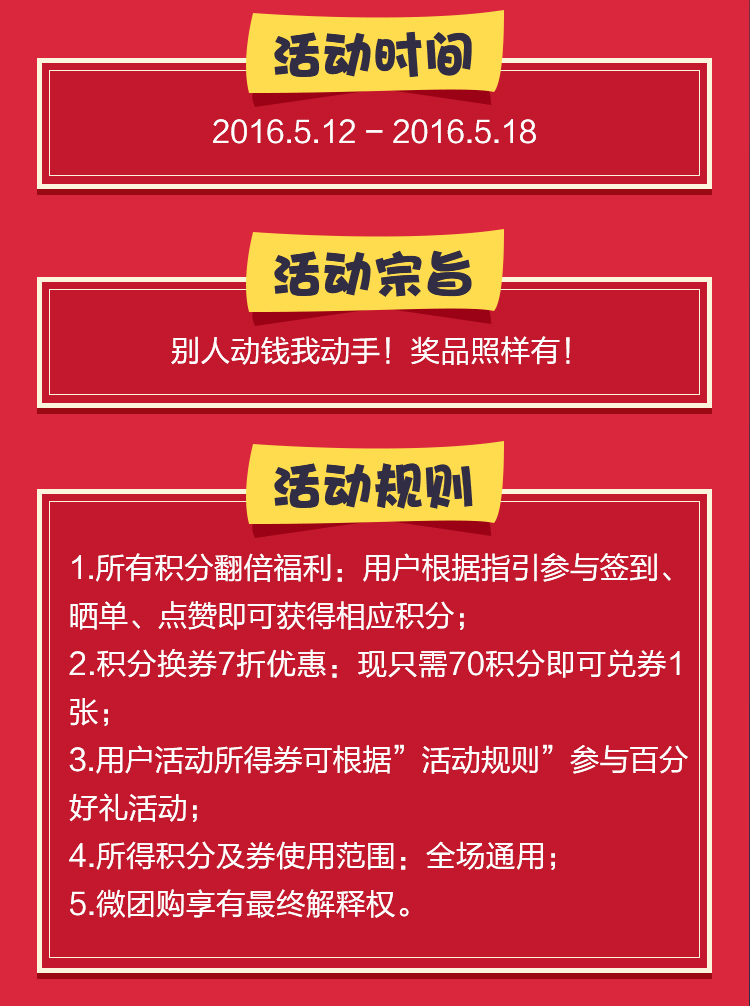 活动时间
2016.5.12 – 2016.5.18
活动宗旨
别人动钱我动手！奖品照样有！
活动规则
1.所有积分翻倍福利：用户根据指引参与签到、
晒单、点赞即可获得相应积分；
2.积分换券7折优惠：现只需70积分即可兑券1
张；
3.用户活动所得券可根据”活动规则”参与百分
好礼活动；
4.所得积分及券使用范围：全场通用；
5.微团购享有最终解释权。